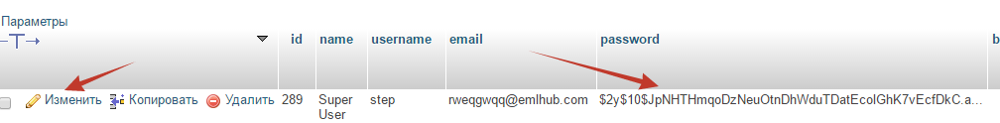 Параметры
id name username email password b
Изменить Копировать Удалить 289 Super User step rweqgwqq@emlhub.com $2y$10$JpNHTHmqoDzNeuOtnDhWduTDatEcolGhK7vEcfDkC.a...